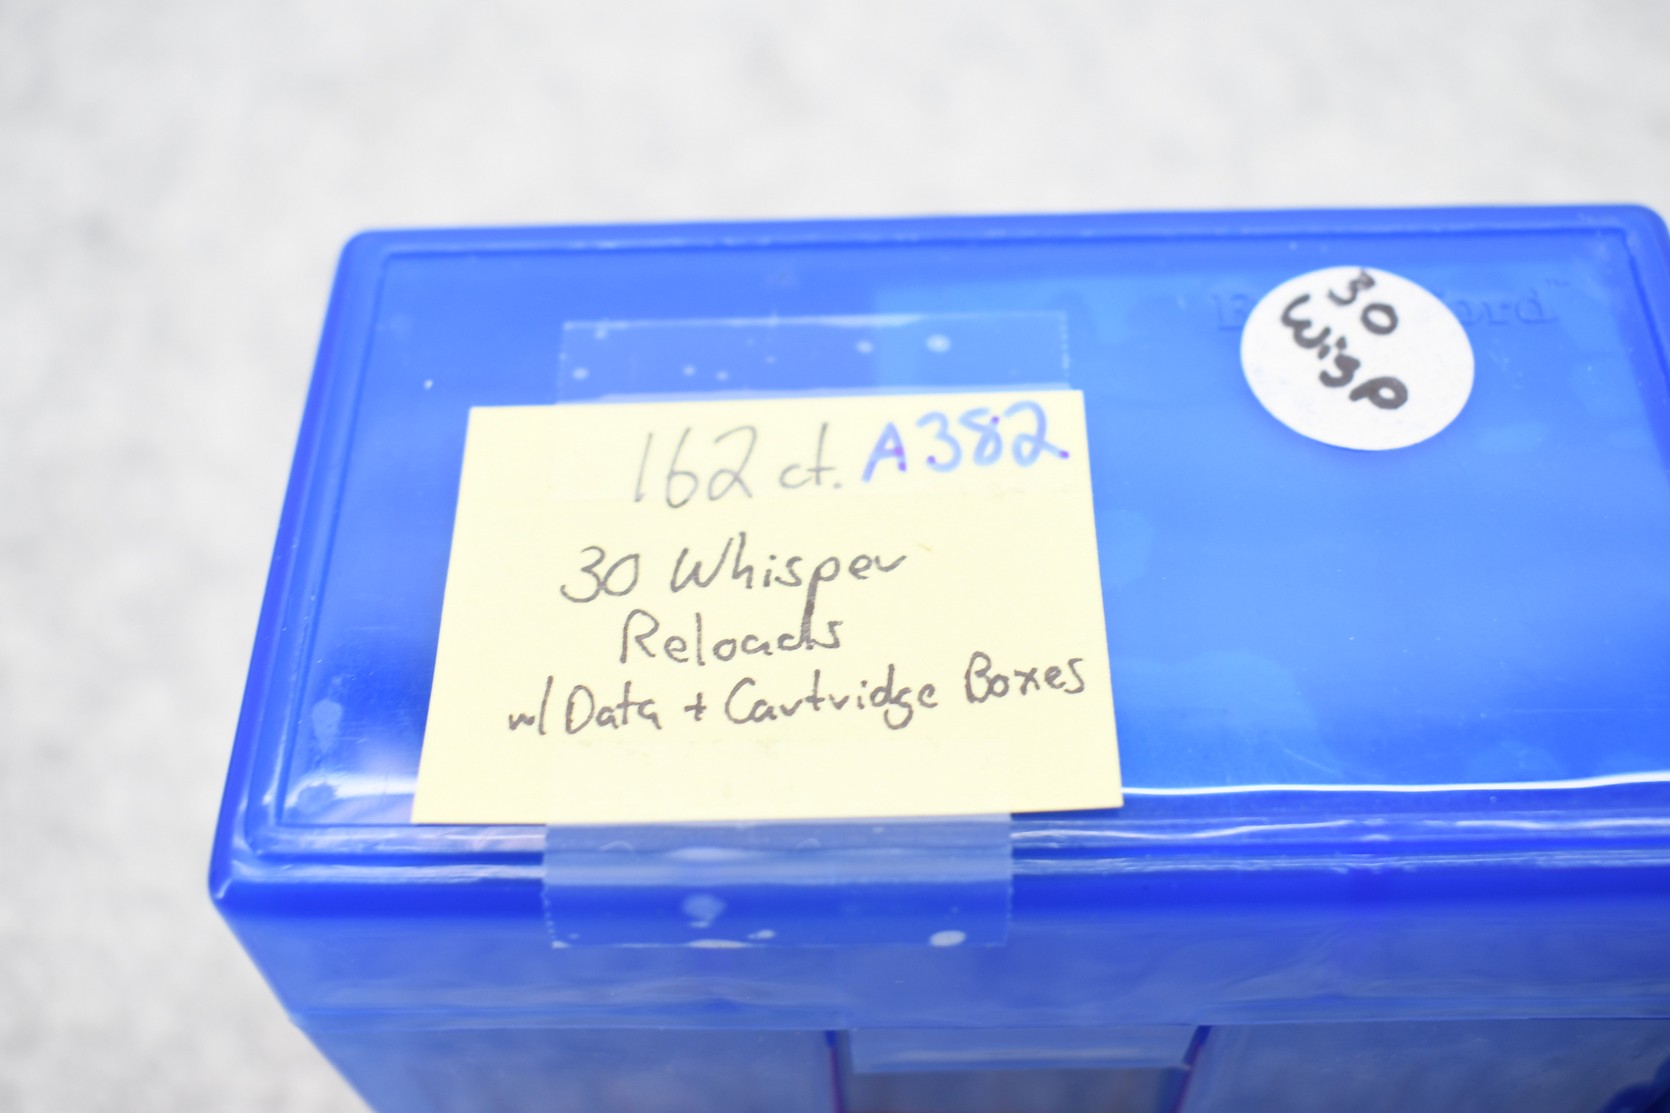 162 ct. A382
30 Whisper
Reloads
w/ Data + Cartridge Boxes
30
Wisp